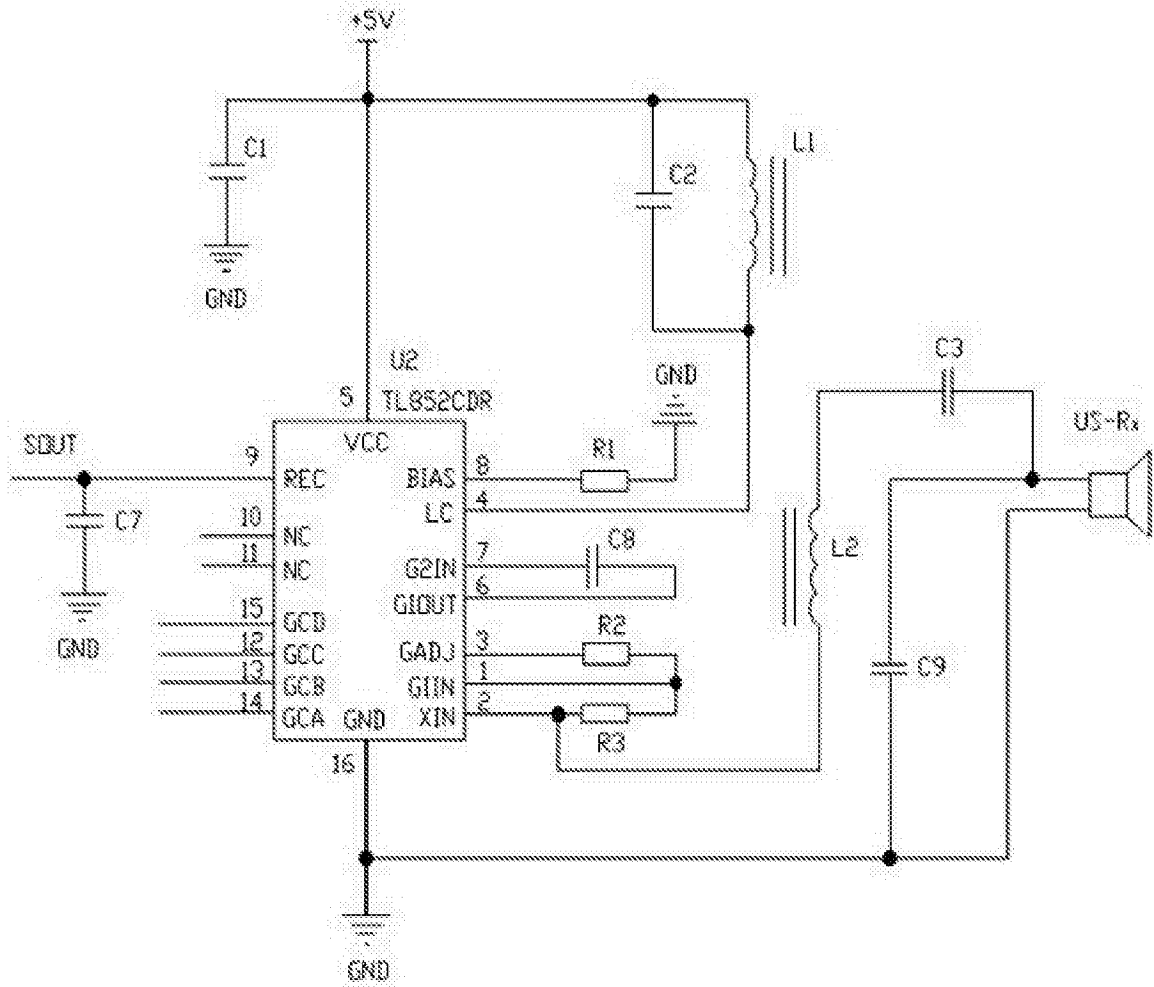 +5V
C1
GND
C2
L1
U2
TL852CDR
5
VCC
GND
C3
US-Rx
SOUT
9
REC
BIAS
8
R1
C7
10
NC
LC
4
11
NC
G2IN
7
C8
GIOUT
6
L2
GND
15
GCD
R2
12
GCC
GADJ
3
13
GCB
GIIN
1
C9
14
GCA
GND
XIN
2
R3
16
GND